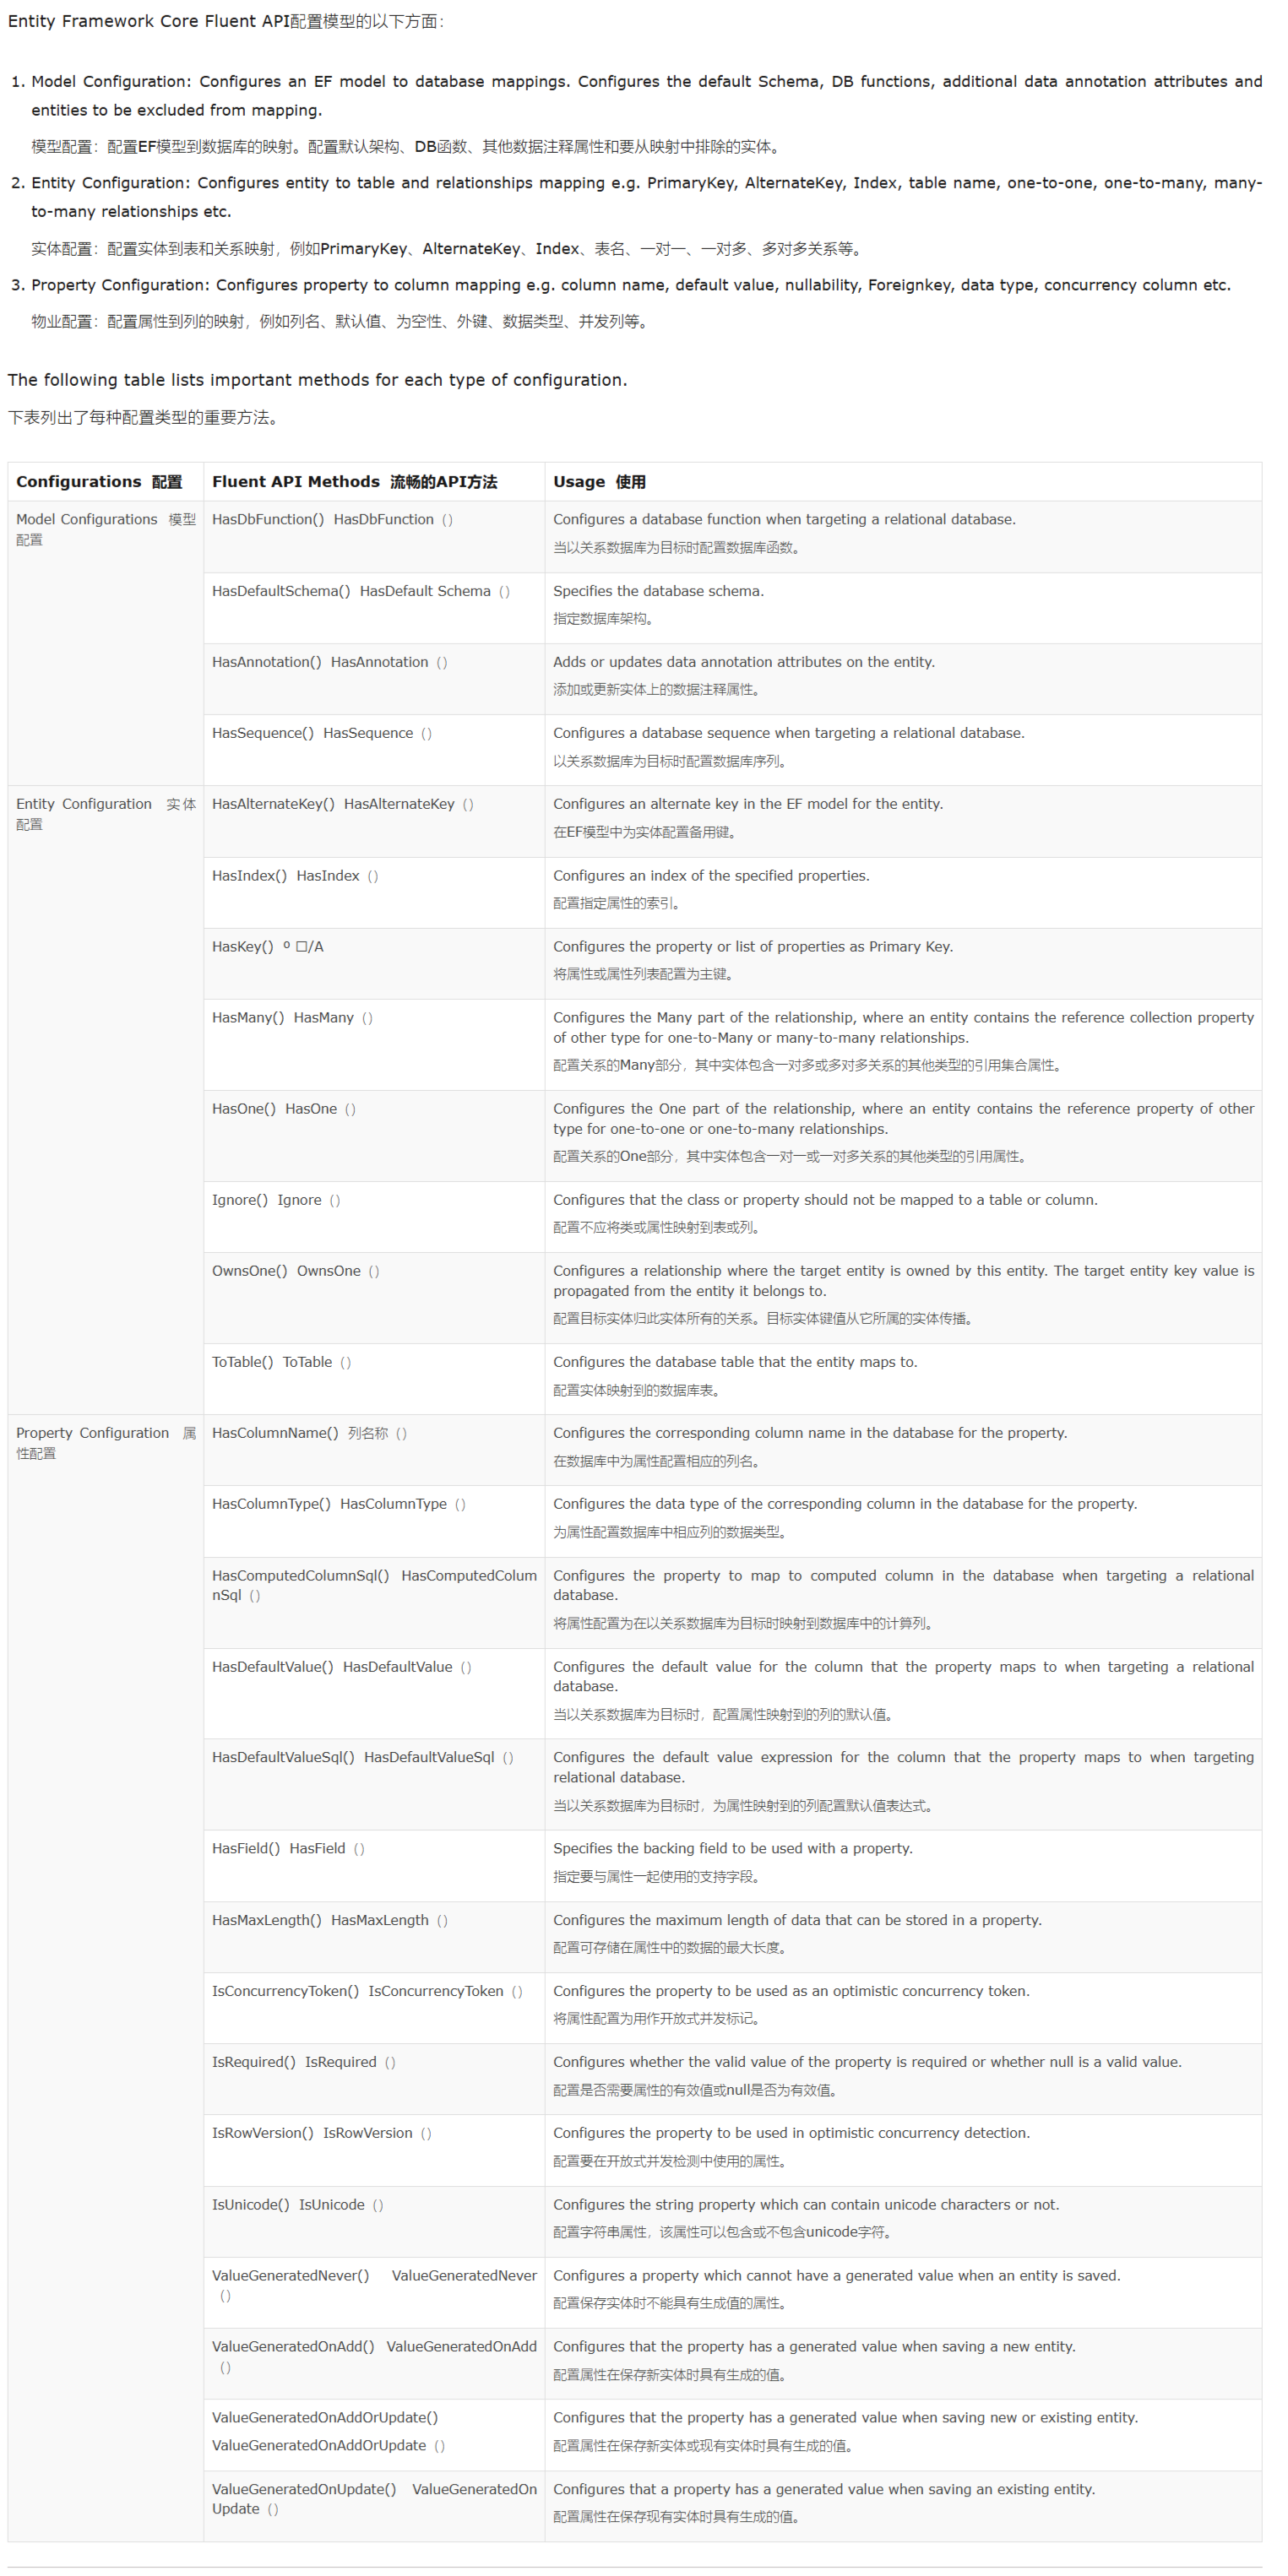 Entity Framework Core Fluent API配置模型的以下方面：
1. Model Configuration: Configures an EF model to database mappings. Configures the default Schema, DB functions, additional data annotation attributes and
entities to be excluded from mapping.
模型配置：配置EF模型到数据库的映射。配置默认架构、DB函数、其他数据注释属性和要从映射中排除的实体。
2. Entity Configuration: Configures entity to table and relationships mapping e.g. PrimaryKey, AlternateKey, Index, table name, one-to-one, one-to-many, many-
to-many relationships etc.
实体配置：配置实体到表和关系映射，例如PrimaryKey、AlternateKey、Index、表名、一对一、一对多、多对多关系等。
3. Property Configuration: Configures property to column mapping e.g. column name, default value, nullability, Foreignkey, data type, concurrency column etc.
物业配置：配置属性到列的映射，例如列名、默认值、为空性、外键、数据类型、并发列等。
The following table lists important methods for each type of configuration.
下表列出了每种配置类型的重要方法。
Configurations 配置 Fluent API Methods 流畅的API方法 Usage 使用
Model Configurations 模型
配置
HasDbFunction() HasDbFunction（）
Configures a database function when targeting a relational database.
当以关系数据库为目标时配置数据库函数。
HasDefaultSchema() HasDefault Schema（）
Specifies the database schema.
指定数据库架构。
HasAnnotation() HasAnnotation（）
Adds or updates data annotation attributes on the entity.
添加或更新实体上的数据注释属性。
HasSequence() HasSequence（）
Configures a database sequence when targeting a relational database.
以关系数据库为目标时配置数据库序列。
Entity Configuration 实体
配置
HasAlternateKey() HasAlternateKey（）
Configures an alternate key in the EF model for the entity.
在EF模型中为实体配置备用键。
HasIndex() HasIndex（）
Configures an index of the specified properties.
配置指定属性的索引。
HasKey() º □/A
Configures the property or list of properties as Primary Key.
将属性或属性列表配置为主键。
HasMany() HasMany（）
Configures the Many part of the relationship, where an entity contains the reference collection property
of other type for one-to-Many or many-to-many relationships.
配置关系的Many部分，其中实体包含一对多或多对多关系的其他类型的引用集合属性。
HasOne() HasOne（）
Configures the One part of the relationship, where an entity contains the reference property of other
type for one-to-one or one-to-many relationships.
配置关系的One部分，其中实体包含一对一或一对多关系的其他类型的引用属性。
Ignore() Ignore（）
Configures that the class or property should not be mapped to a table or column.
配置不应将类或属性映射到表或列。
OwnsOne() OwnsOne（）
Configures a relationship where the target entity is owned by this entity. The target entity key value is
propagated from the entity it belongs to.
配置目标实体归此实体所有的关系。目标实体键值从它所属的实体传播。
ToTable() ToTable（）
Configures the database table that the entity maps to.
配置实体映射到的数据库表。
Property Configuration 属
性配置
HasColumnName() 列名称（）
Configures the corresponding column name in the database for the property.
在数据库中为属性配置相应的列名。
HasColumnType() HasColumnType（）
Configures the data type of the corresponding column in the database for the property.
为属性配置数据库中相应列的数据类型。
HasComputedColumnSql() HasComputedColum
nSql（）
Configures the property to map to computed column in the database when targeting a relational
database.
将属性配置为在以关系数据库为目标时映射到数据库中的计算列。
HasDefaultValue() HasDefaultValue（）
Configures the default value for the column that the property maps to when targeting a relational
database.
当以关系数据库为目标时，配置属性映射到的列的默认值。
HasDefaultValueSql() HasDefaultValueSql（）
Configures the default value expression for the column that the property maps to when targeting
relational database.
当以关系数据库为目标时，为属性映射到的列配置默认值表达式。
HasField() HasField（）
Specifies the backing field to be used with a property.
指定要与属性一起使用的支持字段。
HasMaxLength() HasMaxLength（）
Configures the maximum length of data that can be stored in a property.
配置可存储在属性中的数据的最大长度。
IsConcurrencyToken() IsConcurrencyToken（）
Configures the property to be used as an optimistic concurrency token.
将属性配置为用作开放式并发标记。
IsRequired() IsRequired（）
Configures whether the valid value of the property is required or whether null is a valid value.
配置是否需要属性的有效值或null是否为有效值。
IsRowVersion() IsRowVersion（）
Configures the property to be used in optimistic concurrency detection.
配置要在开放式并发检测中使用的属性。
IsUnicode() IsUnicode（）
Configures the string property which can contain unicode characters or not.
配置字符串属性，该属性可以包含或不包含unicode字符。
ValueGeneratedNever() ValueGeneratedNever
（）
Configures a property which cannot have a generated value when an entity is saved.
配置保存实体时不能具有生成值的属性。
ValueGeneratedOnAdd() ValueGeneratedOnAdd
（）
Configures that the property has a generated value when saving a new entity.
配置属性在保存新实体时具有生成的值。
ValueGeneratedOnAddOrUpdate()
ValueGeneratedOnAddOrUpdate（）
Configures that the property has a generated value when saving new or existing entity.
配置属性在保存新实体或现有实体时具有生成的值。
ValueGeneratedOnUpdate() ValueGeneratedOn
Update（）
Configures that a property has a generated value when saving an existing entity.
配置属性在保存现有实体时具有生成的值。